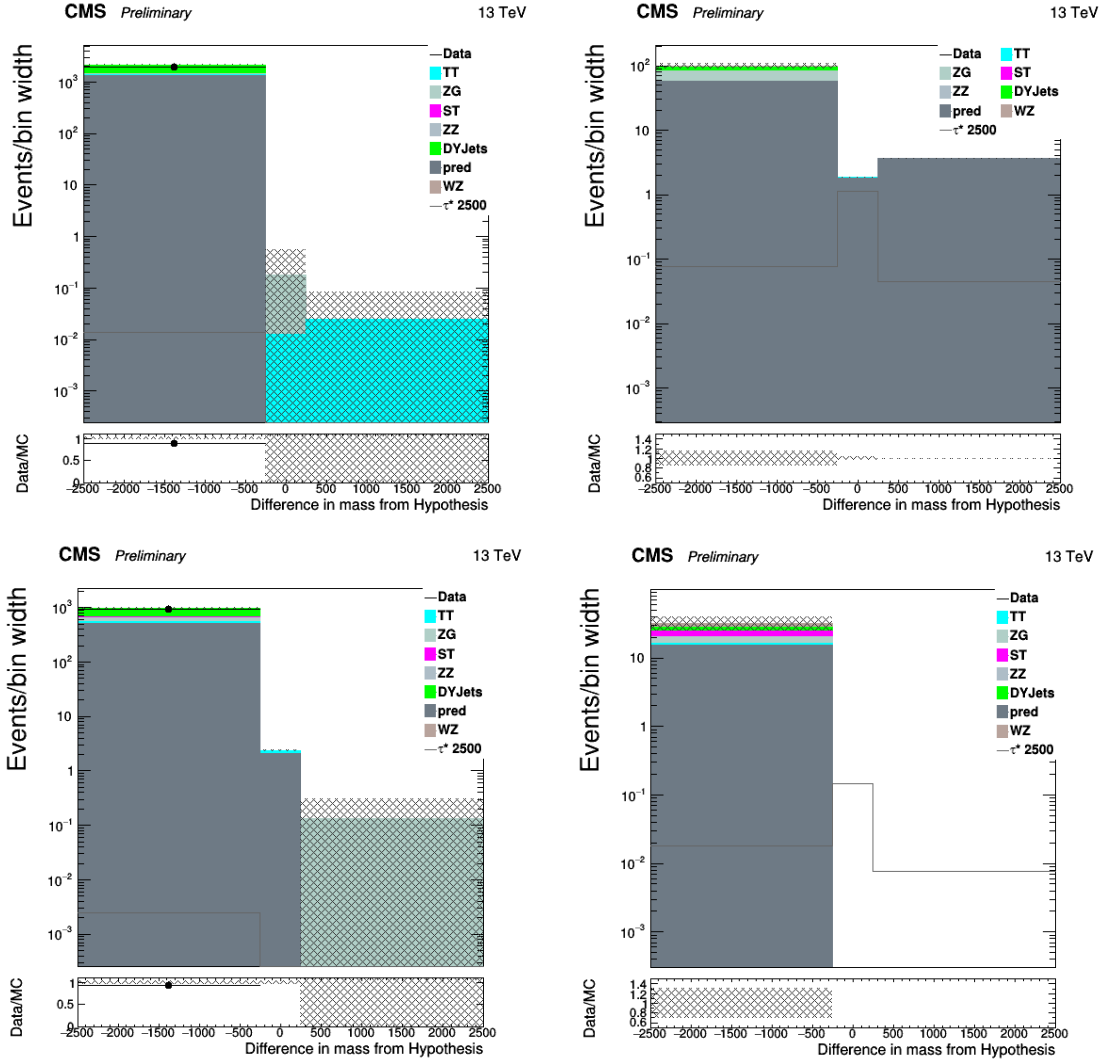 CMS Preliminary 13 TeV
Events/bin width
10³
10²
10
1
10⁻¹
10⁻²
10⁻³
Data
TT
ZG
ST
ZZ
DYJets
pred
WZ
τ* 2500
Data/MC
1
0.5
0
−2500 −2000 −1500 −1000 −500 0 500 1000 1500 2000 2500
Difference in mass from Hypothesis
CMS Preliminary 13 TeV
Events/bin width
10²
10
1
10⁻¹
10⁻²
10⁻³
Data TT
ZG ST
ZZ DYJets
pred WZ
τ* 2500
Data/MC
1.4
1.2
1
0.8
0.6
−2500 −2000 −1500 −1000 −500 0 500 1000 1500 2000 2500
Difference in mass from Hypothesis
CMS Preliminary 13 TeV
Events/bin width
10³
10²
10
1
10⁻¹
10⁻²
10⁻³
Data
TT
ZG
ST
ZZ
DYJets
pred
WZ
τ* 2500
Data/MC
1
0.5
0
−2500 −2000 −1500 −1000 −500 0 500 1000 1500 2000 2500
Difference in mass from Hypothesis
CMS Preliminary 13 TeV
Events/bin width
10
1
10⁻¹
10⁻²
10⁻³
Data
TT
ZG
ST
ZZ
DYJets
pred
WZ
τ* 2500
Data/MC
1.4
1.2
1.0
0.8
0.6
−2500 −2000 −1500 −1000 −500 0 500 1000 1500 2000 2500
Difference in mass from Hypothesis